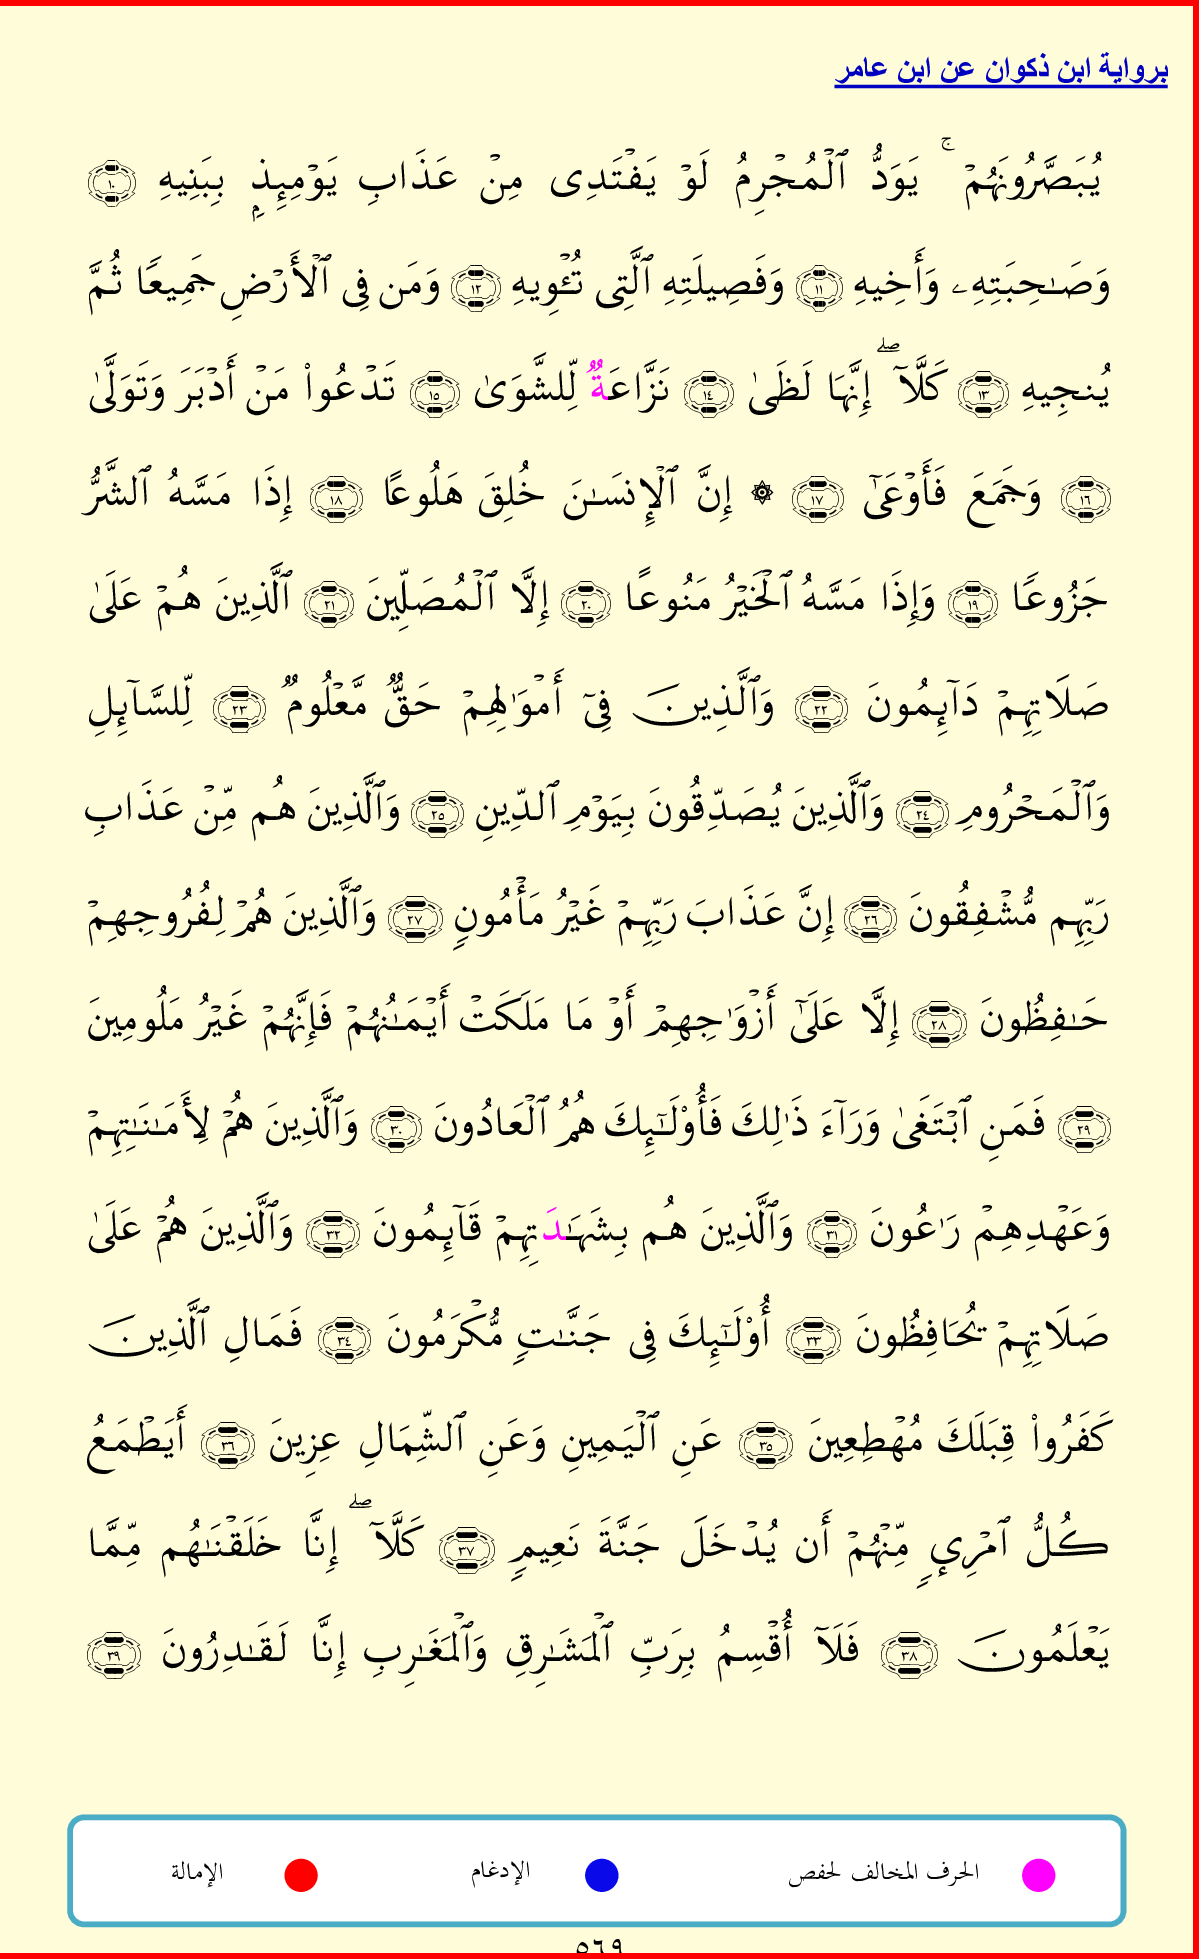 برواية ابن ذكوان عن ابن عامر
يُبَصَّرُونَهُمْ ۚ يَوَدُّ ٱلْمُجْرِمُ لَوْ يَفْتَدِى مِنْ عَذَابِ يَوْمِئِذٍۭ بِبَنِيهِ ١٠
وَصَـٰحِبَتِهِۦ وَأَخِيهِ ١١ وَفَصِيلَتِهِ ٱلَّتِى تُـْٔوِيهِ ١٢ وَمَن فِى ٱلْأَرْضِ جَمِيعًا ثُمَّ
يُنجِيهِ ١٣ كَلَّآ ۖ إِنَّهَا لَظَىٰ ١٤ نَزَّاعَةٌ لِّلشَّوَىٰ ١٥ تَدْعُوا۟ مَنْ أَدْبَرَ وَتَوَلَّىٰ
١٦ وَجَمَعَ فَأَوْعَىٰٓ ١٧ ۞ إِنَّ ٱلْإِنسَـٰنَ خُلِقَ هَلُوعًا ١٨ إِذَا مَسَّهُ ٱلشَّرُّ
جَزُوعًا ١٩ وَإِذَا مَسَّهُ ٱلْخَيْرُ مَنُوعًا ٢٠ إِلَّا ٱلْمُصَلِّينَ ٢١ ٱلَّذِينَ هُمْ عَلَىٰ
صَلَاتِهِمْ دَآئِمُونَ ٢٢ وَٱلَّذِينَ فِىٓ أَمْوَٰلِهِمْ حَقٌّ مَّعْلُومٌ ٢٣ لِّلسَّآئِلِ
وَٱلْمَحْرُومِ ٢٤ وَٱلَّذِينَ يُصَدِّقُونَ بِيَوْمِ ٱلدِّينِ ٢٥ وَٱلَّذِينَ هُم مِّنْ عَذَابِ
رَبِّهِم مُّشْفِقُونَ ٢٦ إِنَّ عَذَابَ رَبِّهِمْ غَيْرُ مَأْمُونٍ ٢٧ وَٱلَّذِينَ هُمْ لِفُرُوجِهِمْ
حَـٰفِظُونَ ٢٨ إِلَّا عَلَىٰٓ أَزْوَٰجِهِمْ أَوْ مَا مَلَكَتْ أَيْمَـٰنُهُمْ فَإِنَّهُمْ غَيْرُ مَلُومِينَ
٢٩ فَمَنِ ٱبْتَغَىٰ وَرَآءَ ذَٰلِكَ فَأُو۟لَـٰٓئِكَ هُمُ ٱلْعَادُونَ ٣٠ وَٱلَّذِينَ هُمْ لِأَمَـٰنَـٰتِهِمْ
وَعَهْدِهِمْ رَٰعُونَ ٣١ وَٱلَّذِينَ هُم بِشَهَـٰدَتِهِمْ قَآئِمُونَ ٣٢ وَٱلَّذِينَ هُمْ عَلَىٰ
صَلَاتِهِمْ يُحَافِظُونَ ٣٣ أُو۟لَـٰٓئِكَ فِى جَنَّـٰتٍ مُّكْرَمُونَ ٣٤ فَمَالِ ٱلَّذِينَ
كَفَرُوا۟ قِبَلَكَ مُهْطِعِينَ ٣٥ عَنِ ٱلْيَمِينِ وَعَنِ ٱلشِّمَالِ عِزِينَ ٣٦ أَيَطْمَعُ
كُلُّ ٱمْرِئٍ مِّنْهُمْ أَن يُدْخَلَ جَنَّةَ نَعِيمٍ ٣٧ كَلَّآ ۖ إِنَّا خَلَقْنَـٰهُم مِّمَّا
يَعْلَمُونَ ٣٨ فَلَآ أُقْسِمُ بِرَبِّ ٱلْمَشَـٰرِقِ وَٱلْمَغَـٰرِبِ إِنَّا لَقَـٰدِرُونَ ٣٩
الحرف المخالف لحفص الإدغام الإمالة
٥٦٩